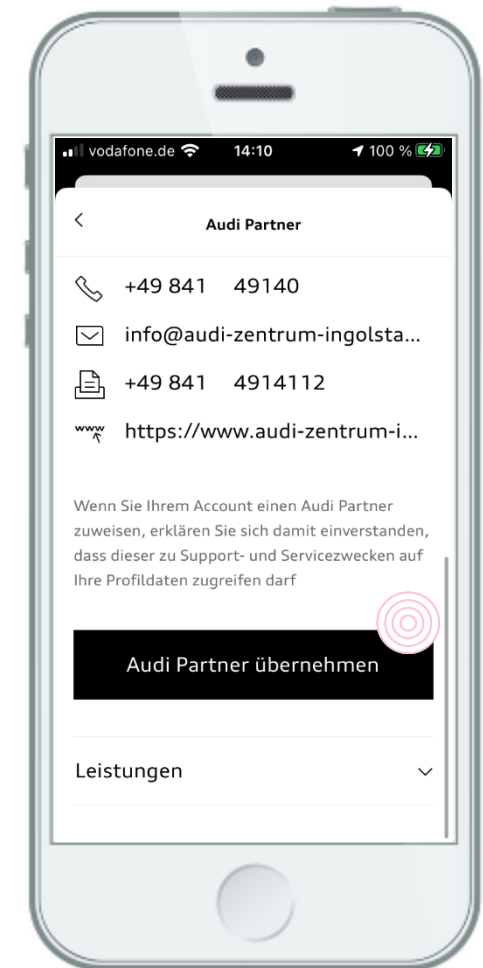 vodafone.de 14:10 100 %
Audi Partner
+49 841 49140
info@audi-zentrum-ingolsta...
+49 841 4914112
www https://www.audi-zentrum-i...
Wenn Sie Ihrem Account einen Audi Partner
zuweisen, erklären Sie sich damit einverstanden,
dass dieser zu Support- und Servicezwecken auf
Ihre Profildaten zugreifen darf
Audi Partner übernehmen
Leistungen